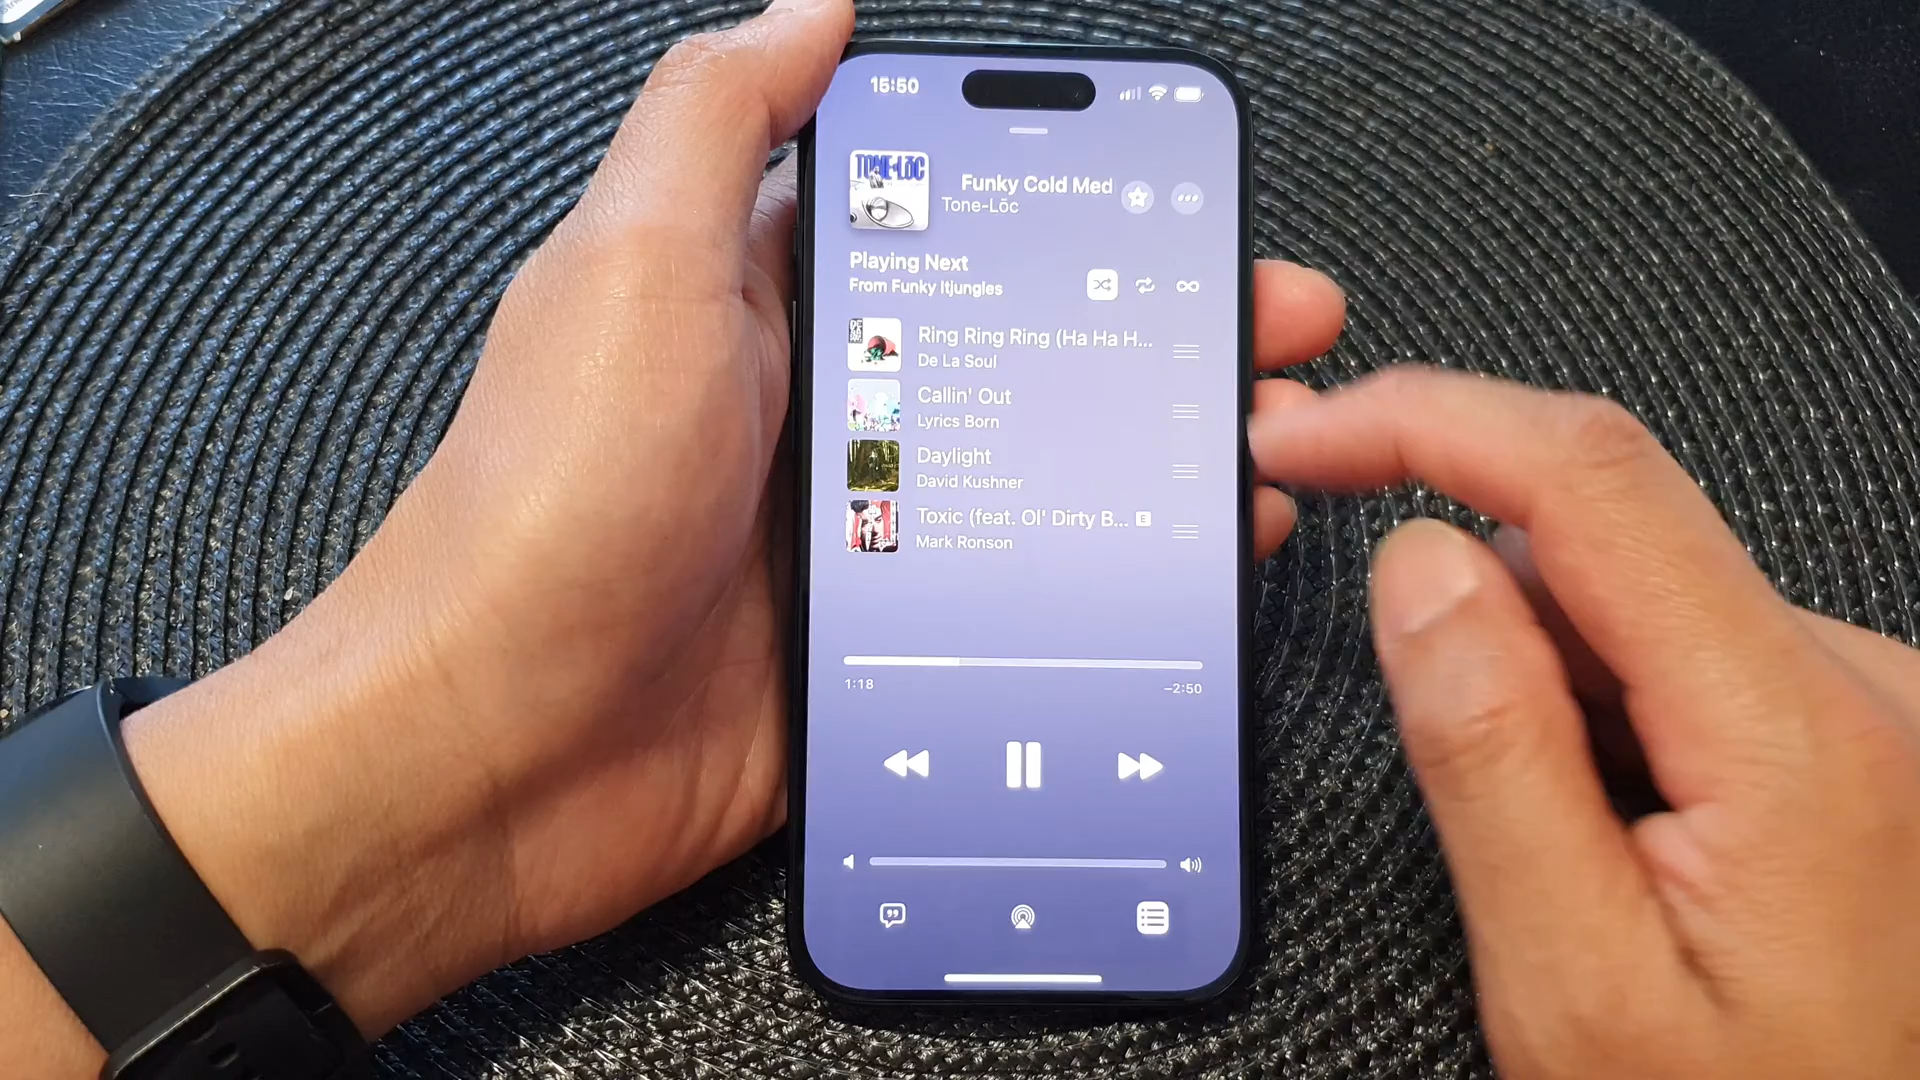 15:50
TONE-LŌC
Funky Cold Med
Tone-Lōc
Playing Next
From Funky Itjungles
Ring Ring Ring (Ha Ha H...
De La Soul
Callin' Out
Lyrics Born
Daylight
David Kushner
Toxic (feat. Ol' Dirty B... E
Mark Ronson
1:18
−2:50